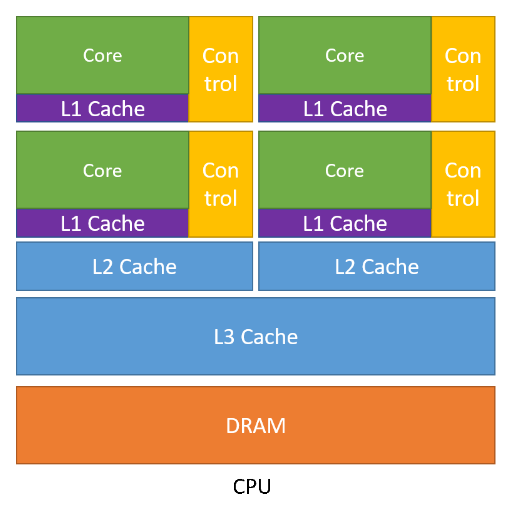 Core
Con
trol
L1 Cache
Core
Con
trol
L1 Cache
Core
Con
trol
L1 Cache
Core
Con
trol
L1 Cache
L2 Cache
L2 Cache
L3 Cache
DRAM
CPU